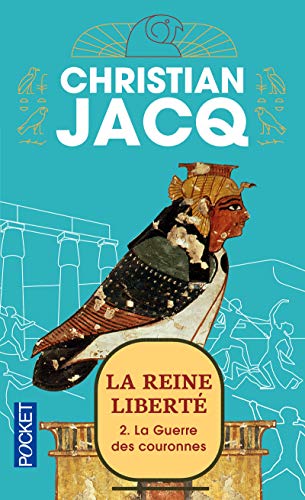 CHRISTIAN
JACQ
LA REINE
LIBERTÉ
2. La Guerre
des couronnes
POCKET